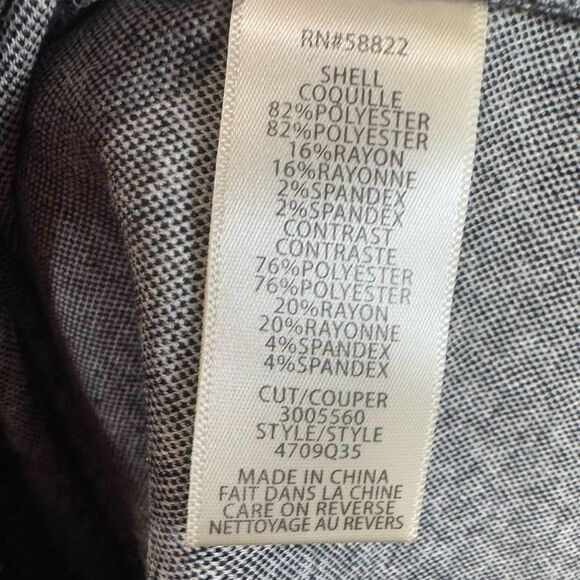 RN#58822
SHELL
COQUILLE
82%POLYESTER
82%POLYESTER
16%RAYON
16%RAYONNE
2%SPANDEX
2%SPANDEX
CONTRAST
CONTRASTE
76%POLYESTER
76%POLYESTER
20%RAYON
20%RAYONNE
4%SPANDEX
4%SPANDEX
CUT/COUPER
3005560
STYLE/STYLE
4709Q35
MADE IN CHINA
FAIT DANS LA CHINE
CARE ON REVERSE
NETTOYAGE AU REVERS